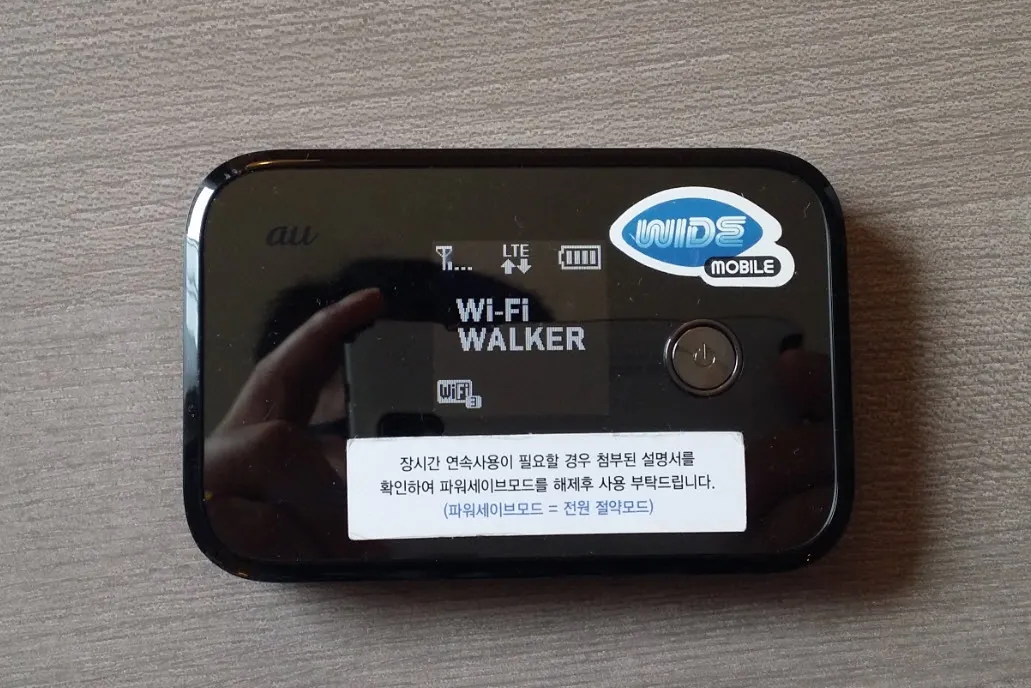 au
WIDE
MOBILE
LTE
Wi-Fi
WALKER
WiFi
3
장시간 연속사용이 필요할 경우 첨부된 설명서를
확인하여 파워세이브모드를 해제후 사용 부탁드립니다.
(파워세이브모드 = 전원 절약모드)